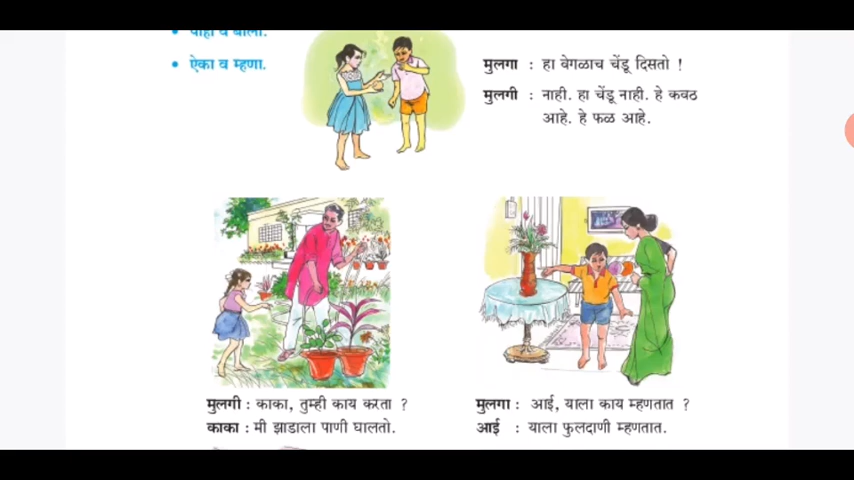 • पाहा व बोला.
• ऐका व म्हणा.
मुलगा : हा वेगळाच चेंडू दिसतो !
मुलगी : नाही. हा चेंडू नाही. हे कवठ
आहे. हे फळ आहे.
मुलगी : काका, तुम्ही काय करता ?
काका : मी झाडाला पाणी घालतो.
मुलगा : आई, याला काय म्हणतात ?
आई : याला फुलदाणी म्हणतात.